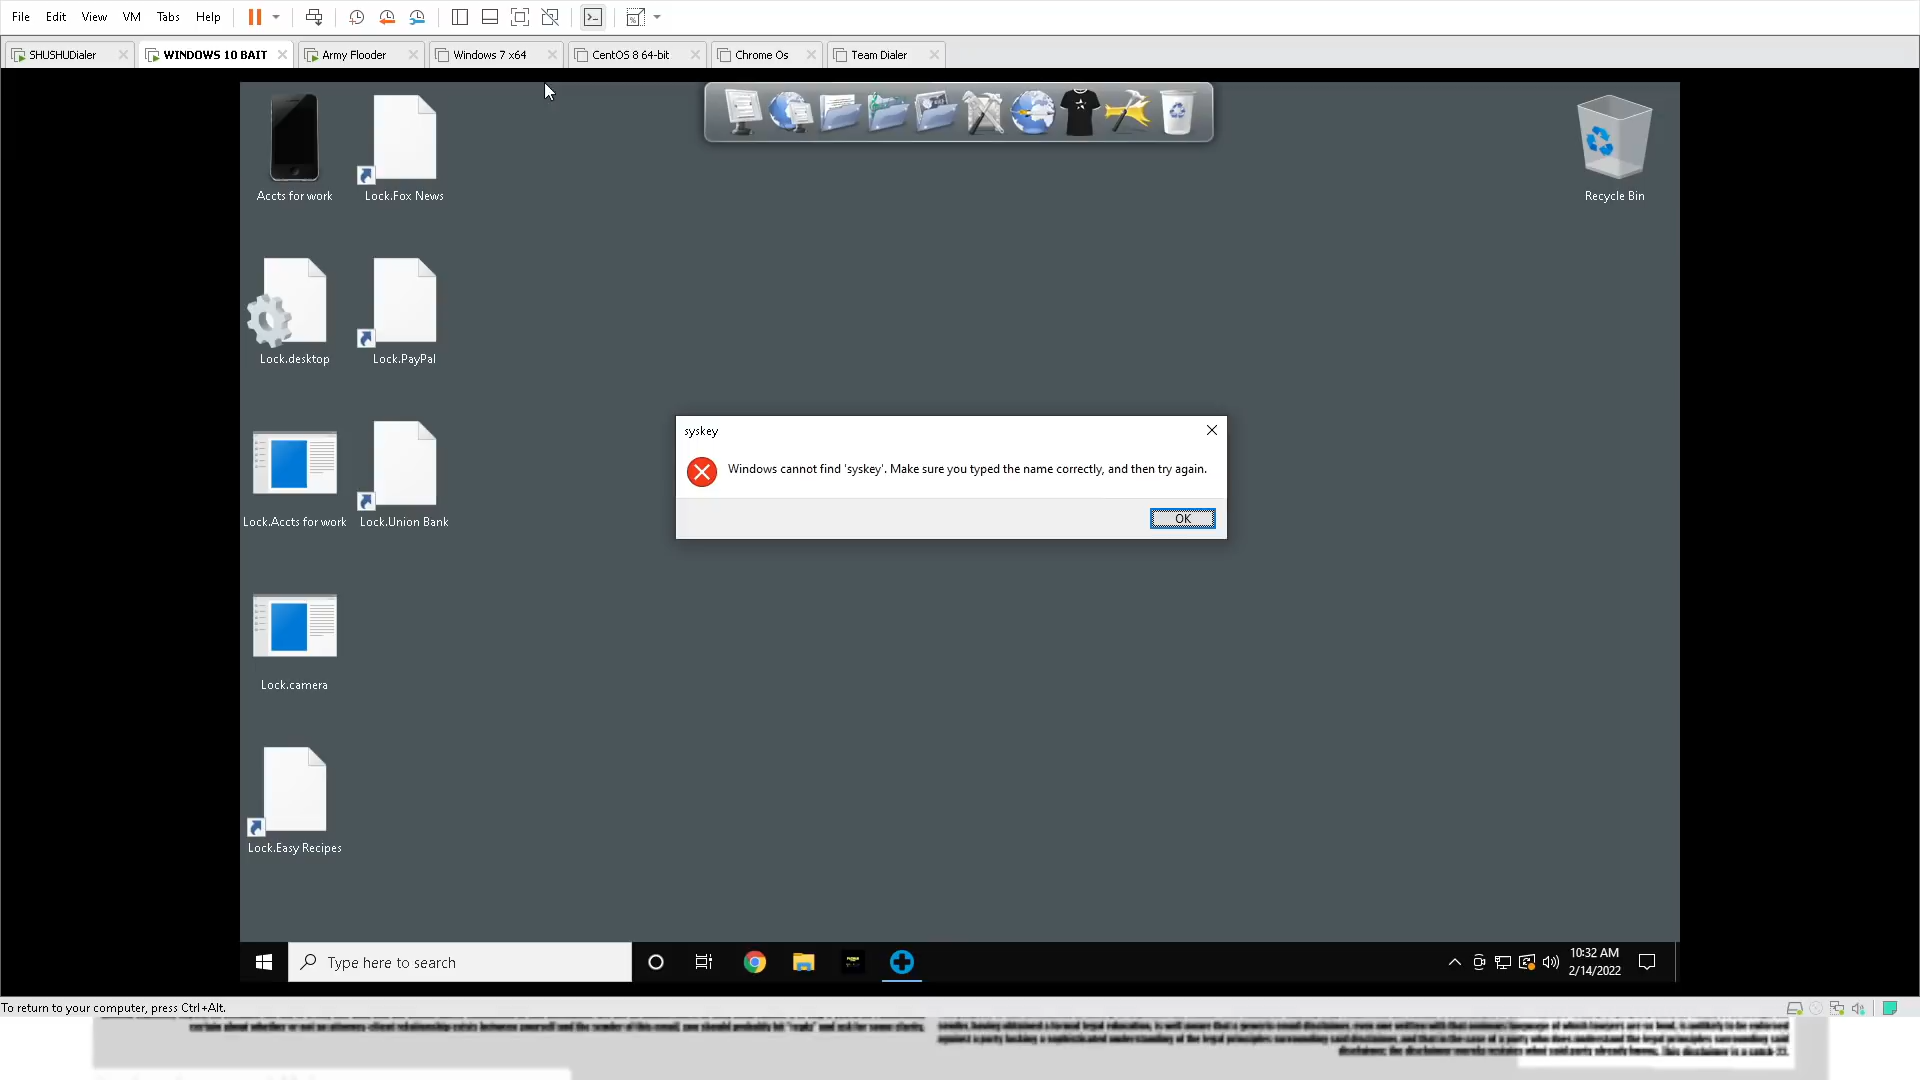 File Edit View VM Tabs Help
SHUSHUDialer WINDOWS 10 BAIT Army Flooder Windows 7 x64 CentOS 8 64-bit Chrome Os Team Dialer
Accts for work Lock.Fox News Recycle Bin
Lock.desktop Lock.PayPal
syskey
Windows cannot find 'syskey'. Make sure you typed the name correctly, and then try again.
OK
Lock.Accts for work Lock.Union Bank
Lock.camera
Lock.Easy Recipes
Type here to search
10:32 AM
2/14/2022
To return to your computer, press Ctrl+Alt.